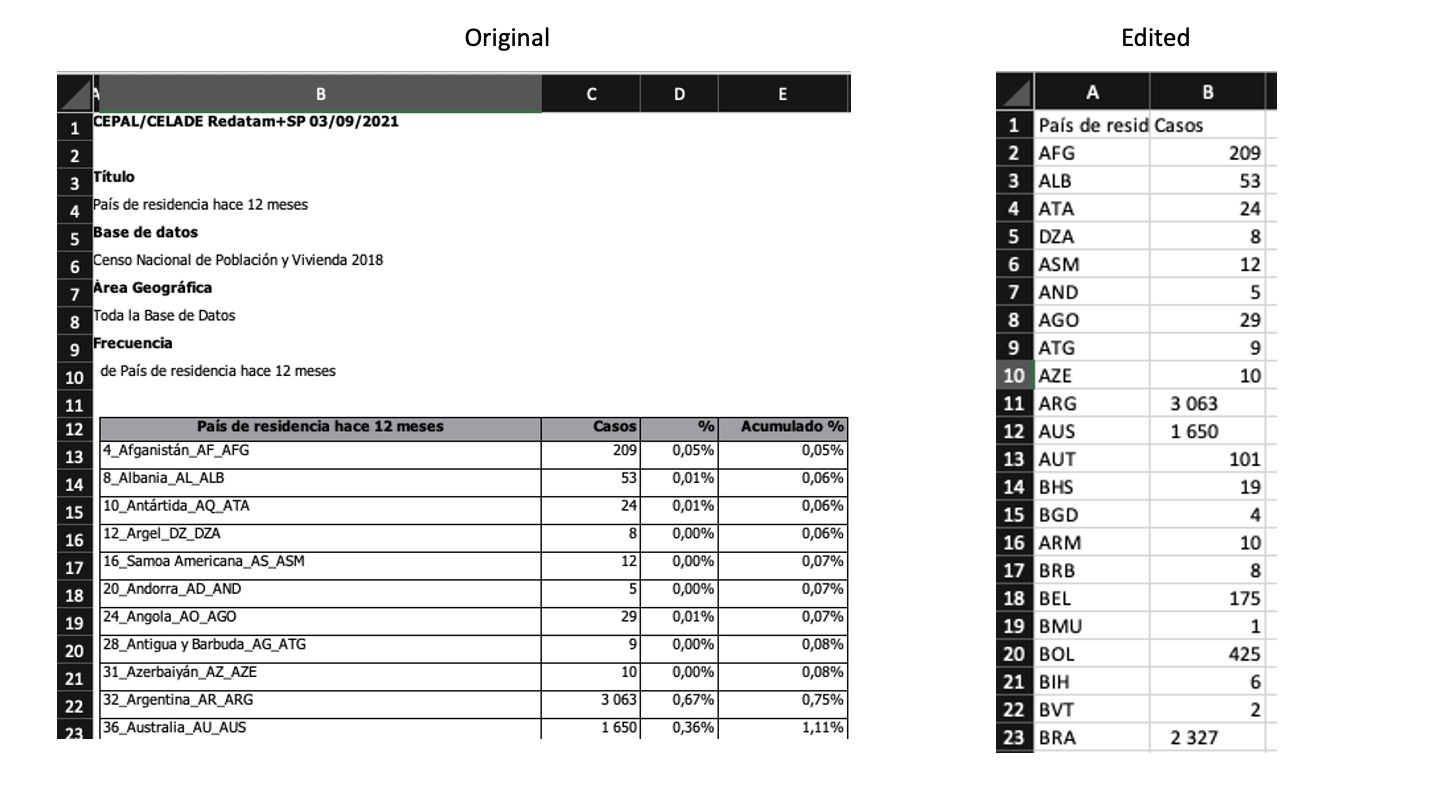 Original
Edited
A B C D E
1 CEPAL/CELADE Redatam+SP 03/09/2021
2
3 Título
4 País de residencia hace 12 meses
5 Base de datos
6 Censo Nacional de Población y Vivienda 2018
7 Área Geográfica
8 Toda la Base de Datos
9 Frecuencia
10 de País de residencia hace 12 meses
11
12 País de residencia hace 12 meses Casos % Acumulado %
13 4_Afganistán_AF_AFG 209 0,05% 0,05%
14 8_Albania_AL_ALB 53 0,01% 0,06%
15 10_Antártida_AQ_ATA 24 0,01% 0,06%
16 12_Argel_DZ_DZA 8 0,00% 0,06%
17 16_Samoa Americana_AS_ASM 12 0,00% 0,07%
18 20_Andorra_AD_AND 5 0,00% 0,07%
19 24_Angola_AO_AGO 29 0,01% 0,07%
20 28_Antigua y Barbuda_AG_ATG 9 0,00% 0,08%
21 31_Azerbaiyán_AZ_AZE 10 0,00% 0,08%
22 32_Argentina_AR_ARG 3 063 0,67% 0,75%
23 36_Australia_AU_AUS 1 650 0,36% 1,11%
A B
1 País de resid Casos
2 AFG 209
3 ALB 53
4 ATA 24
5 DZA 8
6 ASM 12
7 AND 5
8 AGO 29
9 ATG 9
10 AZE 10
11 ARG 3 063
12 AUS 1 650
13 AUT 101
14 BHS 19
15 BGD 4
16 ARM 10
17 BRB 8
18 BEL 175
19 BMU 1
20 BOL 425
21 BIH 6
22 BVT 2
23 BRA 2 327